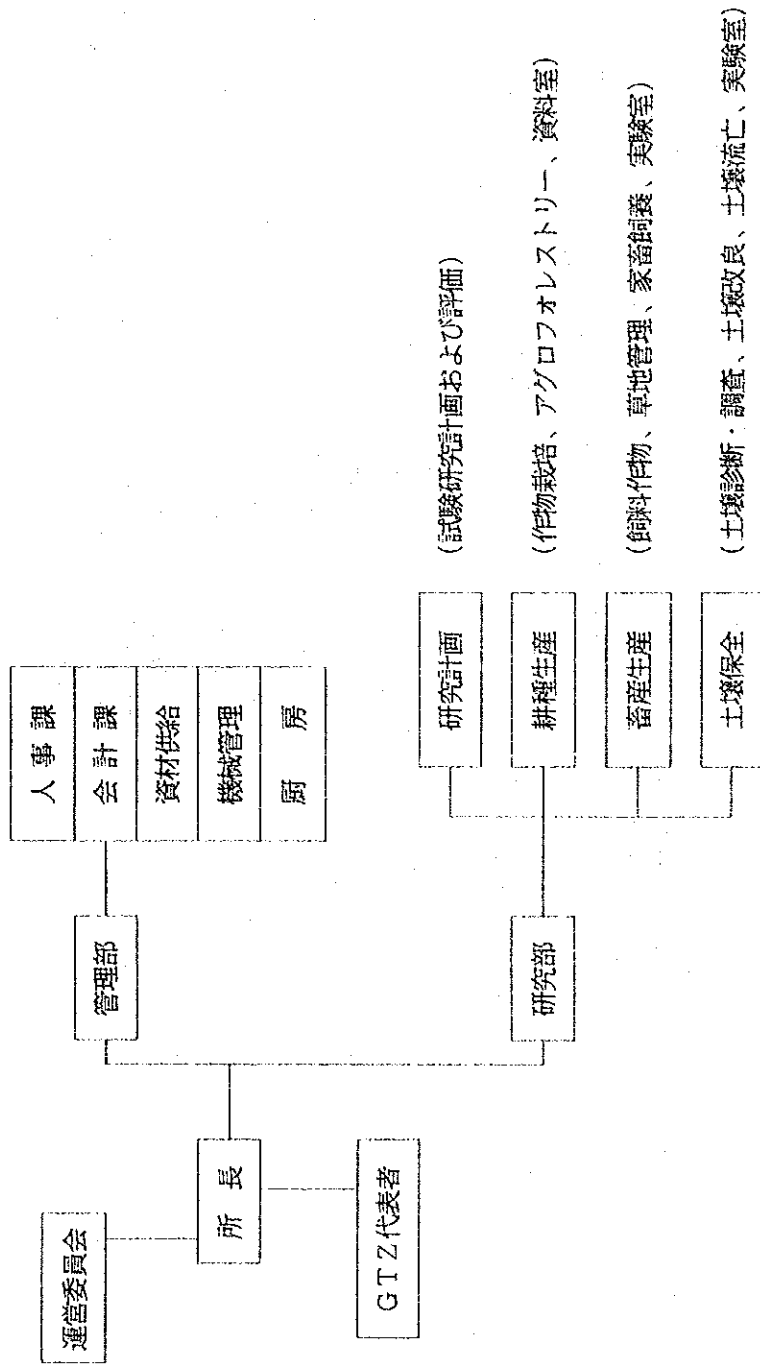 運営委員会
所 長
GTZ代表者
管理部
人 事 課
会 計 課
資材供給
機械管理
厨 房
研究部
研究計画 (試験研究計画および評価)
耕種生産 (作物栽培、アグロフォレストリー、資料室)
畜産生産 (飼料作物、草地管理、家畜飼養、実験室)
土壌保全 (土壌診断・調査、土壌改良、土壌流亡、実験室)